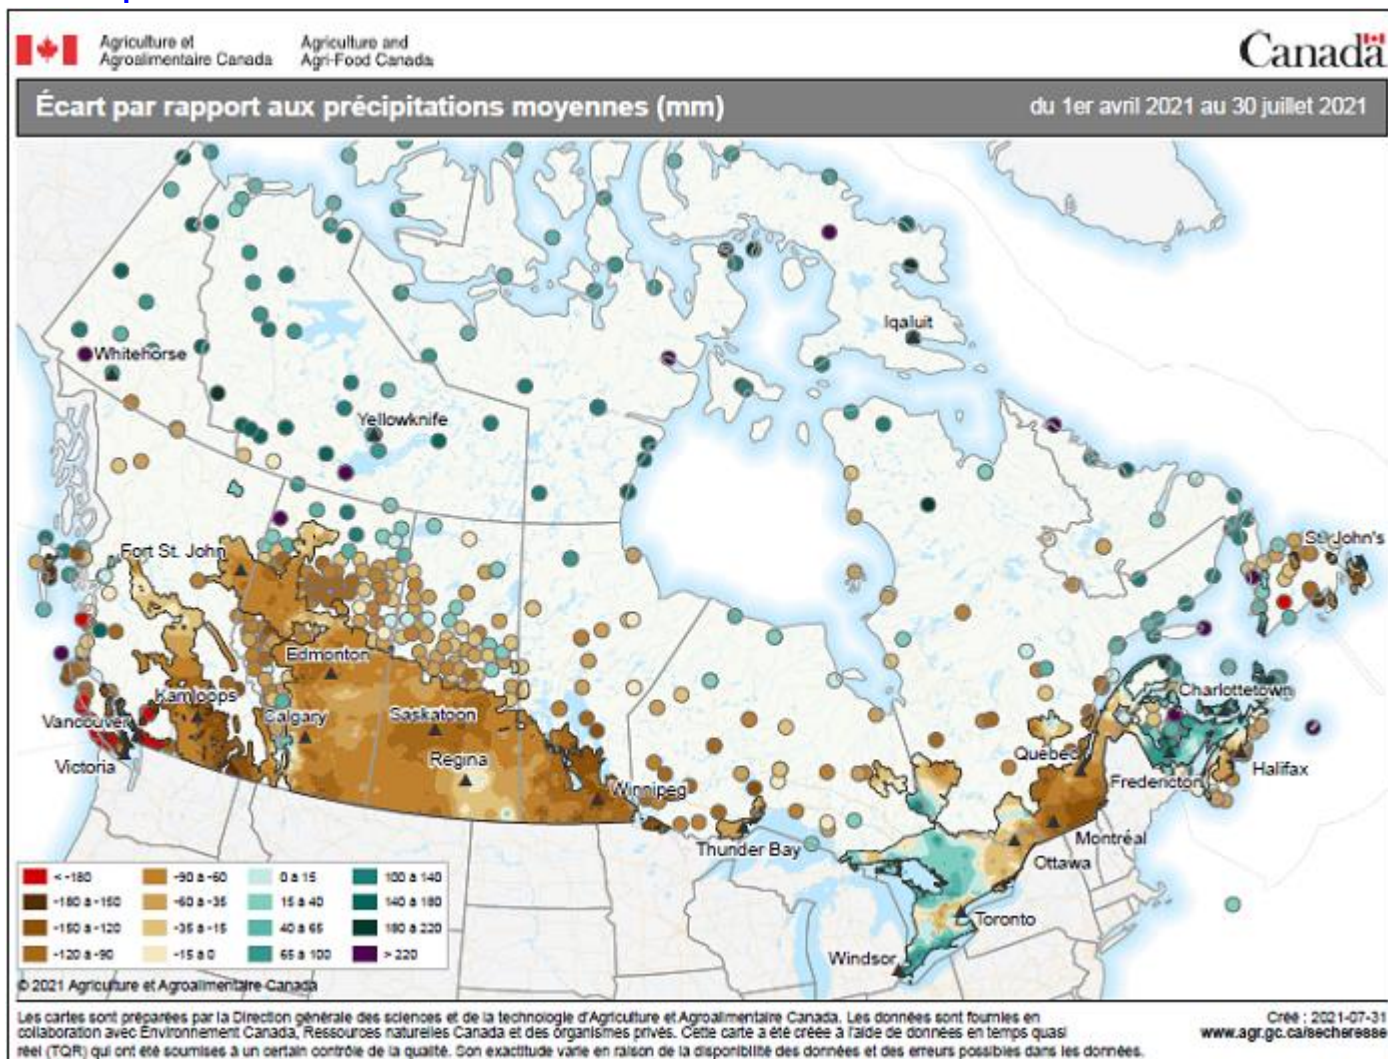 Agriculture et
Agroalimentaire Canada
Agriculture and
Agri-Food Canada
Canada
Écart par rapport aux précipitations moyennes (mm)
du 1er avril 2021 au 30 juillet 2021
Iqaluit
Whitehorse
Yellowknife
St. John's
Fort St. John
Edmonton
Charlottetown
Kamloops
Vancouver
Calgary
Saskatoon
Victoria
Regina
Québec
Halifax
Fredericton
Winnipeg
Montréal
Thunder Bay
Ottawa
Toronto
Windsor
< -180
-90 à -60
0 à 15
100 à 140
-180 à -150
-60 à -35
15 à 40
140 à 180
-150 à -120
-35 à -15
40 à 65
180 à 220
-120 à -90
-15 à 0
65 à 100
> 220
© 2021 Agriculture et Agroalimentaire Canada
Les cartes sont préparées par la Direction générale des sciences et de la technologie d'Agriculture et Agroalimentaire Canada. Les données sont fournies en
collaboration avec Environnement Canada, Ressources naturelles Canada et des organismes privés. Cette carte a été créée à l'aide de données en temps quasi
réel (TQR) qui ont été soumises à un certain contrôle de la qualité. Son exactitude varie en raison de la disponibilité des données et des erreurs possibles dans les données.
Créé : 2021-07-31
www.agr.gc.ca/secheresse